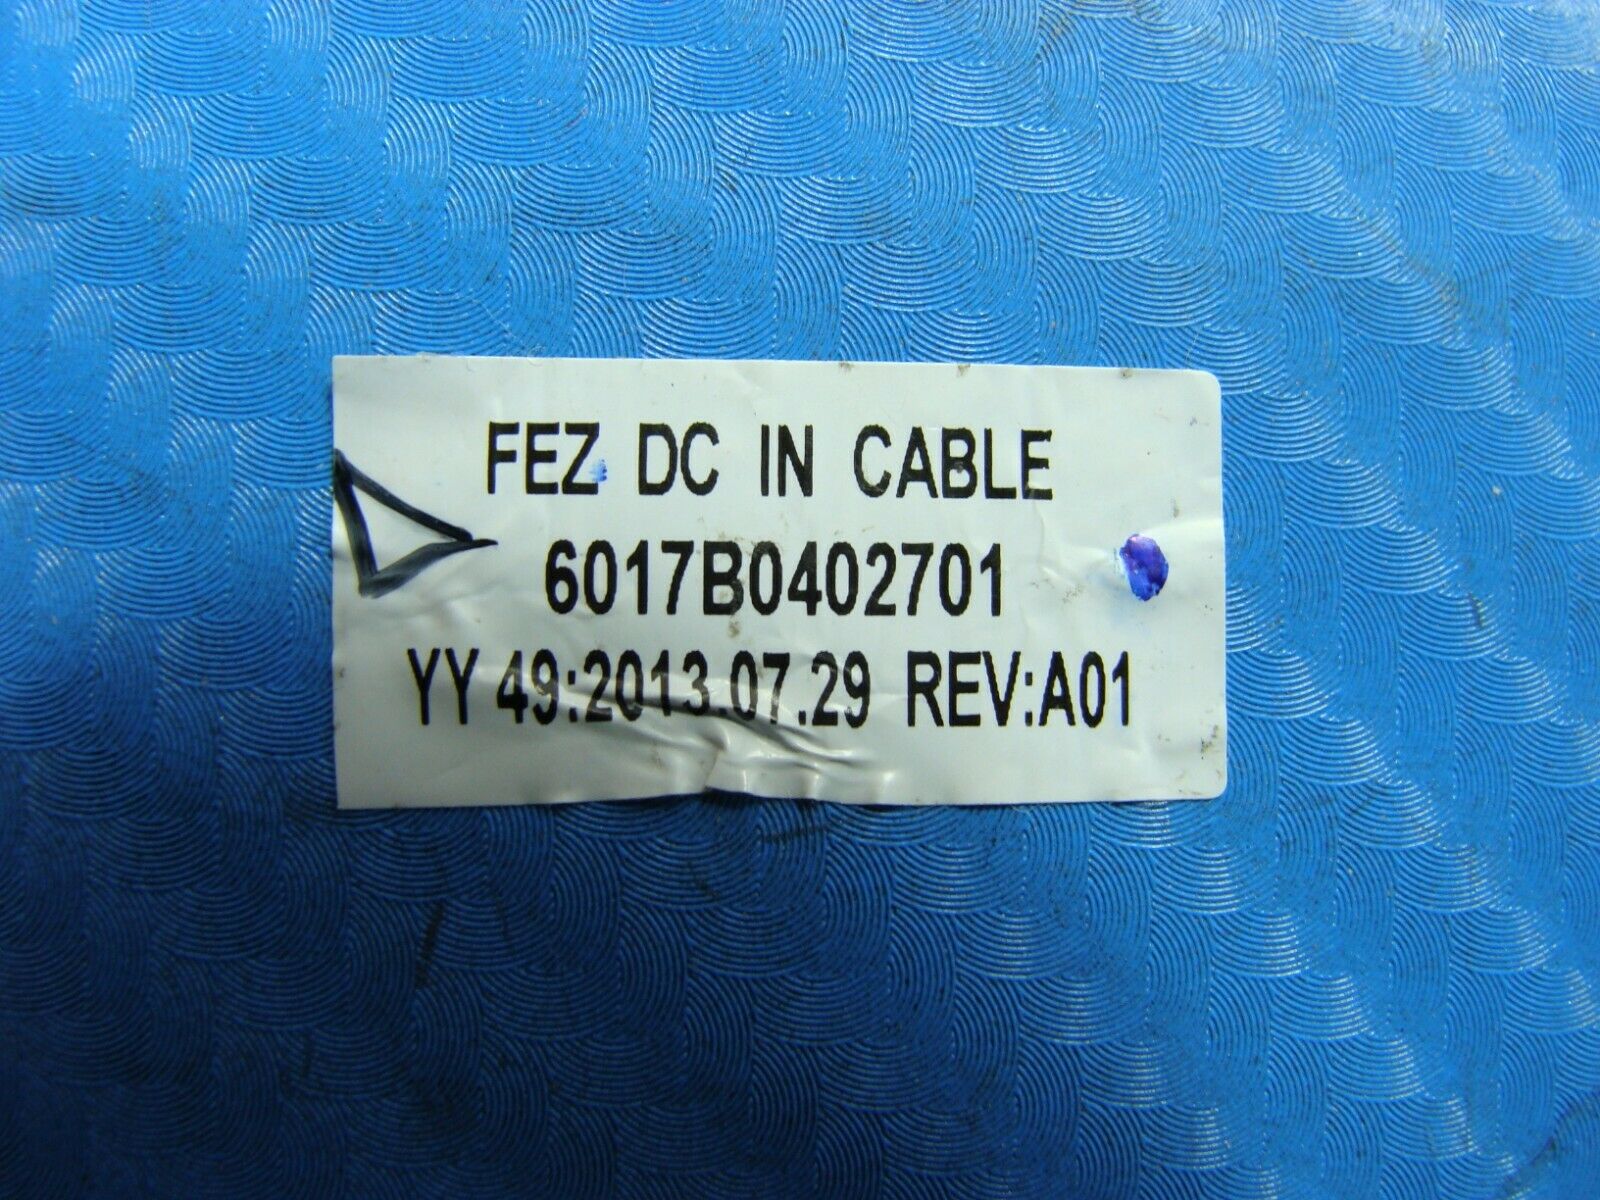 FEZ DC IN CABLE
6017B0402701
YY 49:2013.07.29 REV:A01